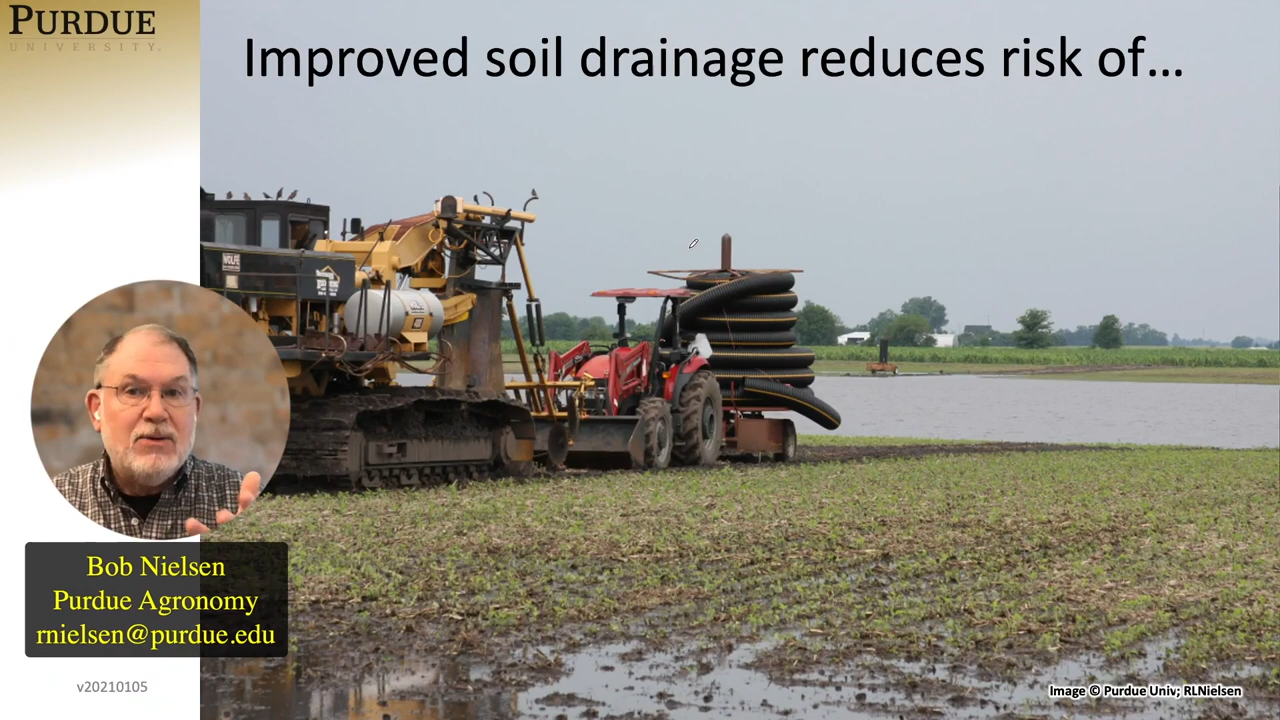 PURDUE
UNIVERSITY.
Improved soil drainage reduces risk of...
WOLFE
Bob Nielsen
Purdue Agronomy
rnielsen@purdue.edu
v20210105
Image © Purdue Univ; RLNielsen